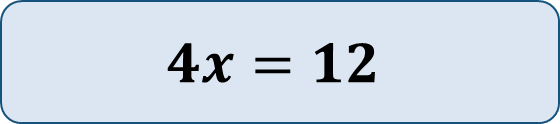 4x = 12